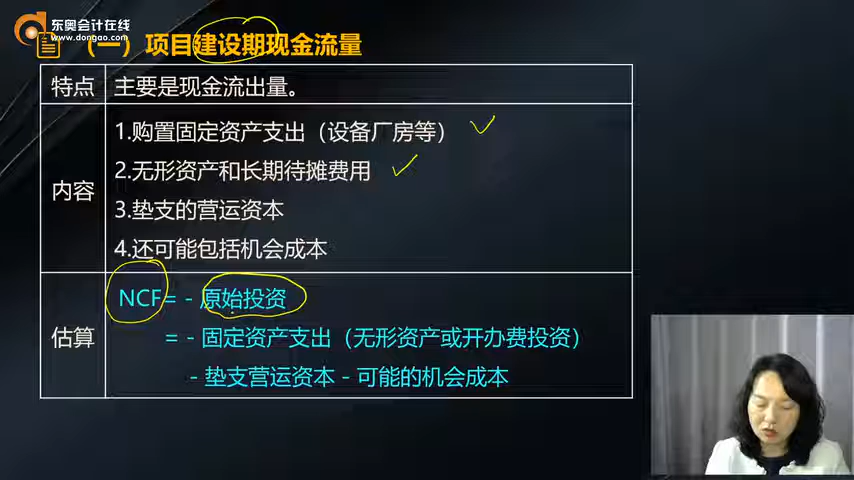 东奥会计在线
www.dongao.com
（一）项目建设期现金流量
特点
主要是现金流出量。
内容
1.购置固定资产支出（设备厂房等）
2.无形资产和长期待摊费用
3.垫支的营运资本
4.还可能包括机会成本
估算
NCF= - 原始投资
= - 固定资产支出（无形资产或开办费投资）
- 垫支营运资本 - 可能的机会成本